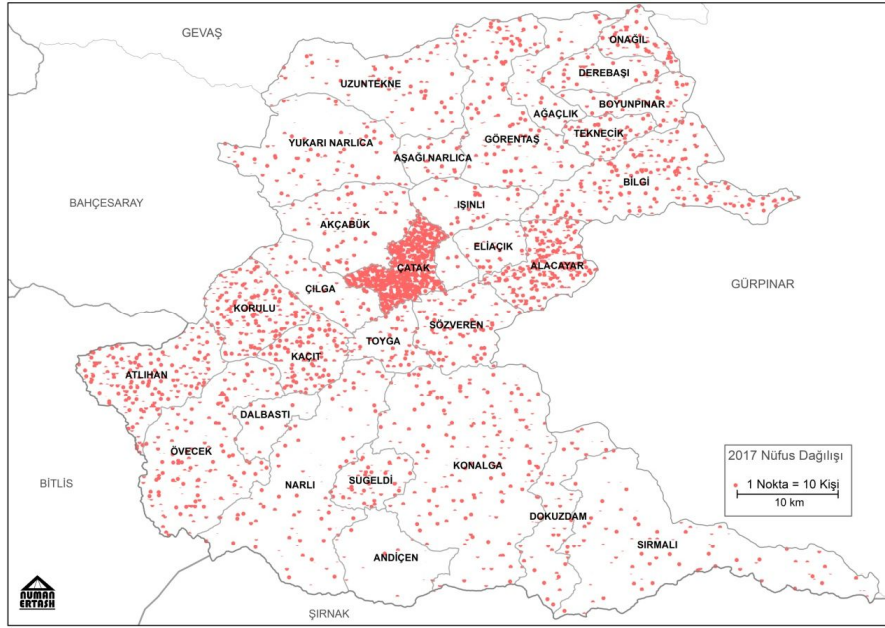 GEVAŞ
ONAĞIL
DEREBAŞI
UZUNTEKNE
BOYUNPINAR
AĞAÇLIK
TEKNECİK
YUKARI NARLICA
GÖRENTAŞ
AŞAĞI NARLICA
BİLGİ
BAHÇESARAY
IŞINLI
AKÇABÜK
ELİAÇIK
ÇATAK
ALACAYAR
GÜRPINAR
ÇILGA
KORULU
SÖZVEREN
TOYGA
KAÇIT
ATLIHAN
DALBASTI
ÖVECEK
2017 Nüfus Dağılışı
KONALGA
BİTLİS
NARLI
SÜGELDİ
1 Nokta = 10 Kişi
10 km
DOKUZDAM
SIRMALI
ANDİÇEN
NUMAN
ERTASH
ŞIRNAK